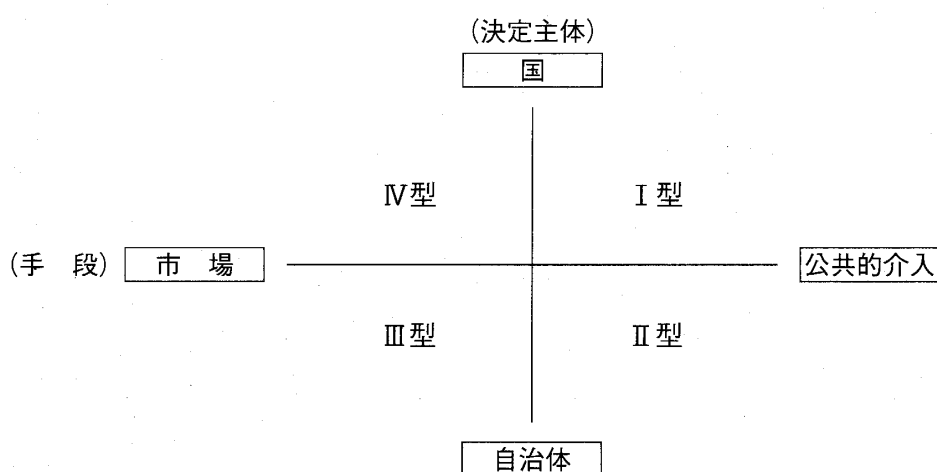 (決定主体)
国
Ⅳ型 Ⅰ型
(手 段) 市 場 公共的介入
Ⅲ型 Ⅱ型
自治体